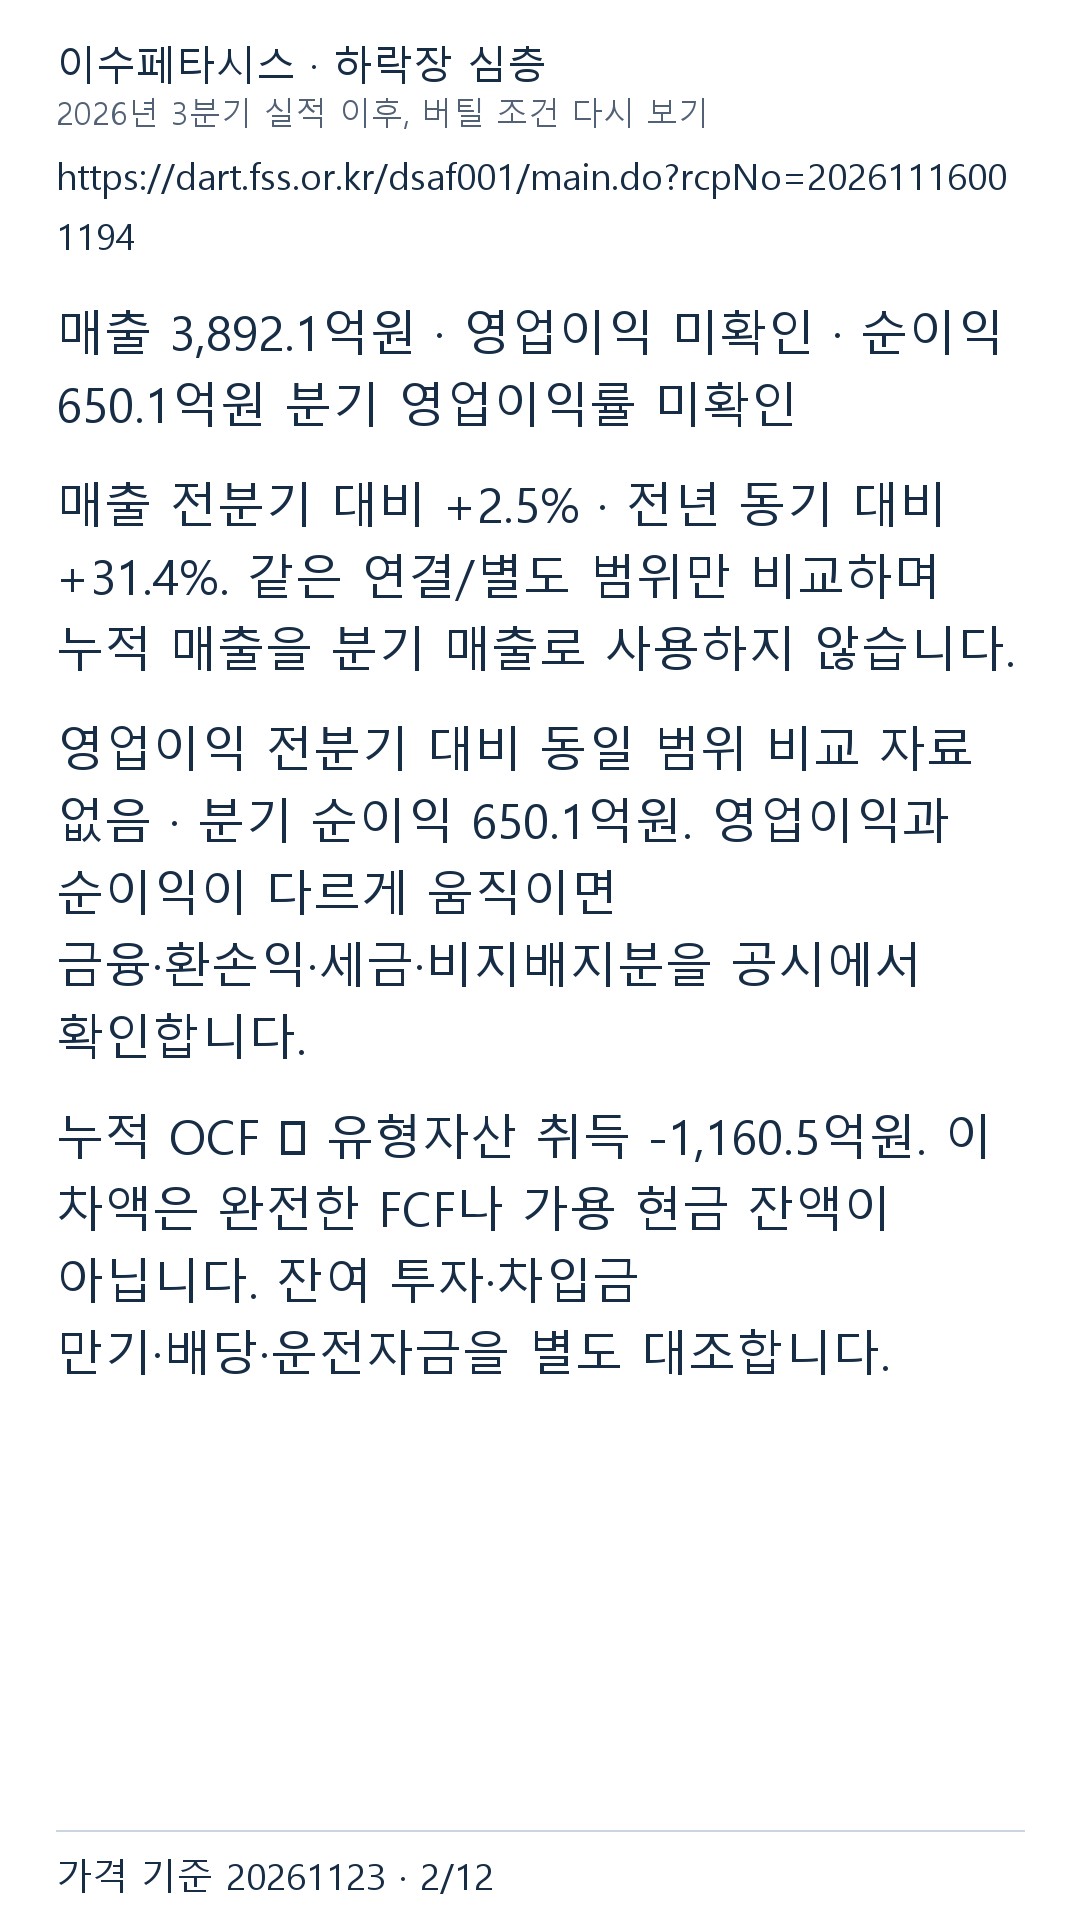 이수페타시스 · 하락장 심층
2026년 3분기 실적 이후, 버틸 조건 다시 보기
https://dart.fss.or.kr/dsaf001/main.do?rcpNo=2026111600
1194
매출 3,892.1억원 · 영업이익 미확인 · 순이익
650.1억원 분기 영업이익률 미확인
매출 전분기 대비 +2.5% · 전년 동기 대비
+31.4%. 같은 연결/별도 범위만 비교하며
누적 매출을 분기 매출로 사용하지 않습니다.
영업이익 전분기 대비 동일 범위 비교 자료
없음 · 분기 순이익 650.1억원. 영업이익과
순이익이 다르게 움직이면
금융·환손익·세금·비지배지분을 공시에서
확인합니다.
누적 OCF □ 유형자산 취득 -1,160.5억원. 이
차액은 완전한 FCF나 가용 현금 잔액이
아닙니다. 잔여 투자·차입금
만기·배당·운전자금을 별도 대조합니다.
가격 기준 20261123 · 2/12